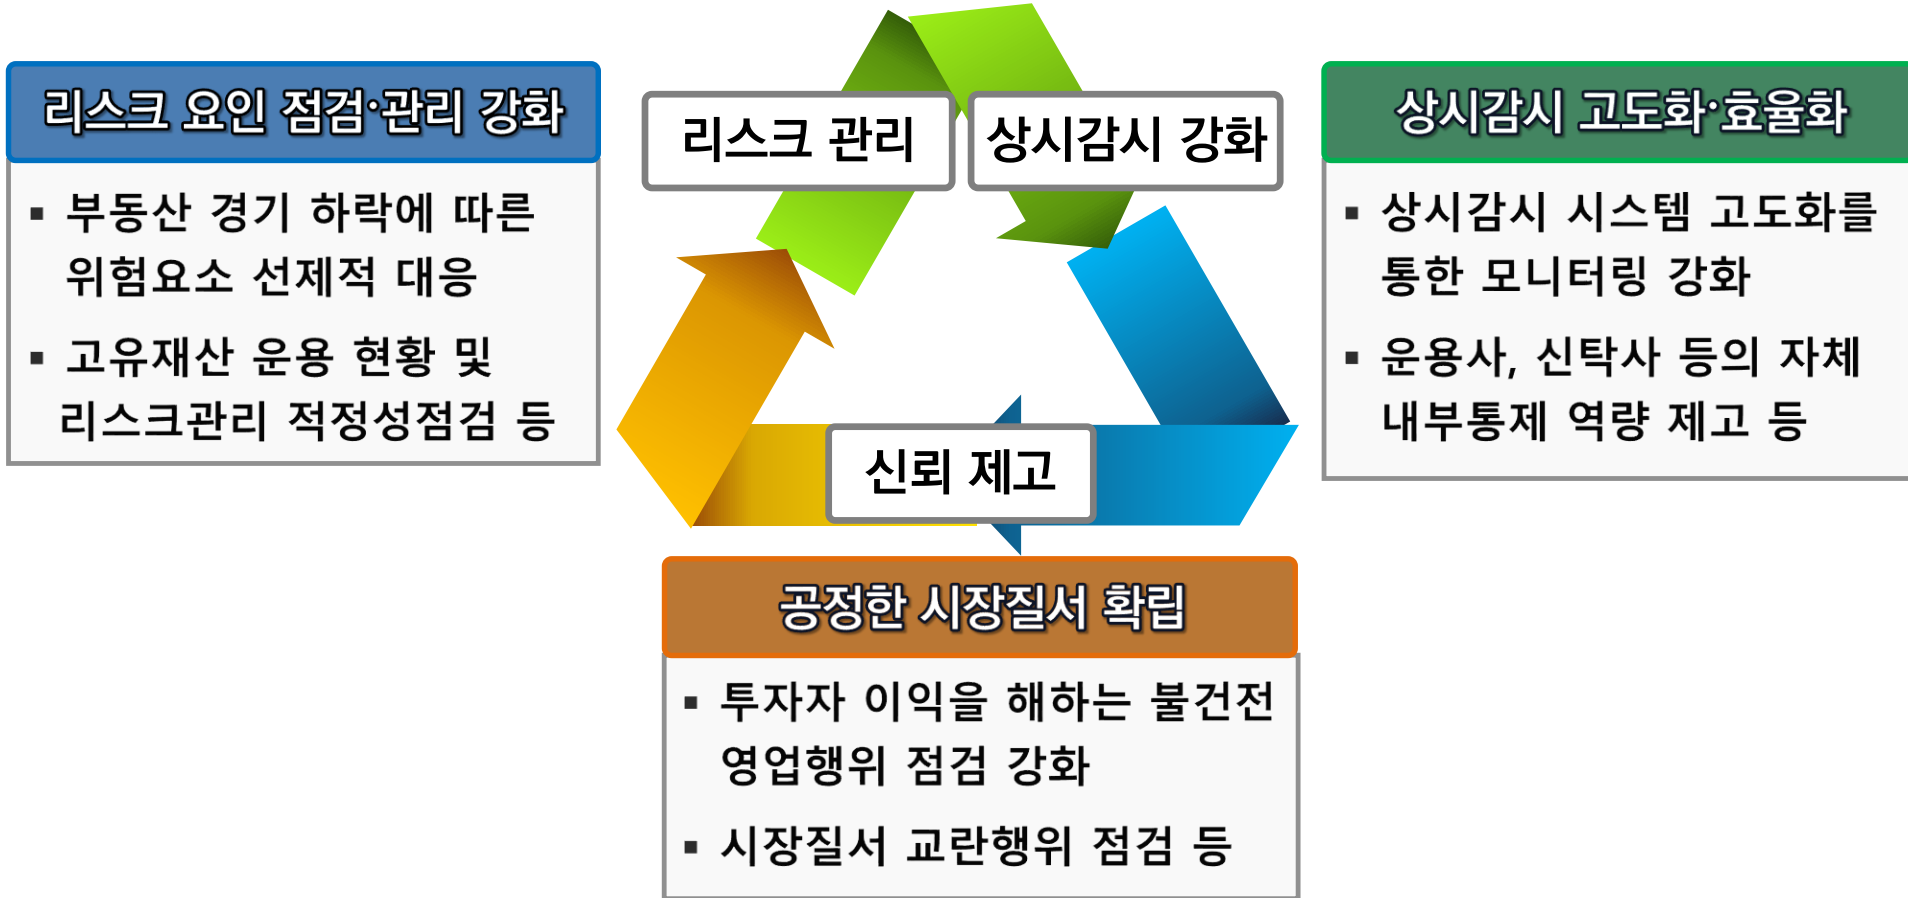 리스크 요인 점검·관리 강화
▪ 부동산 경기 하락에 따른
위험요소 선제적 대응
▪ 고유재산 운용 현황 및
리스크관리 적정성점검 등
리스크 관리
상시감시 강화
신뢰 제고
상시감시 고도화·효율화
▪ 상시감시 시스템 고도화를
통한 모니터링 강화
▪ 운용사, 신탁사 등의 자체
내부통제 역량 제고 등
공정한 시장질서 확립
▪ 투자자 이익을 해하는 불건전
영업행위 점검 강화
▪ 시장질서 교란행위 점검 등